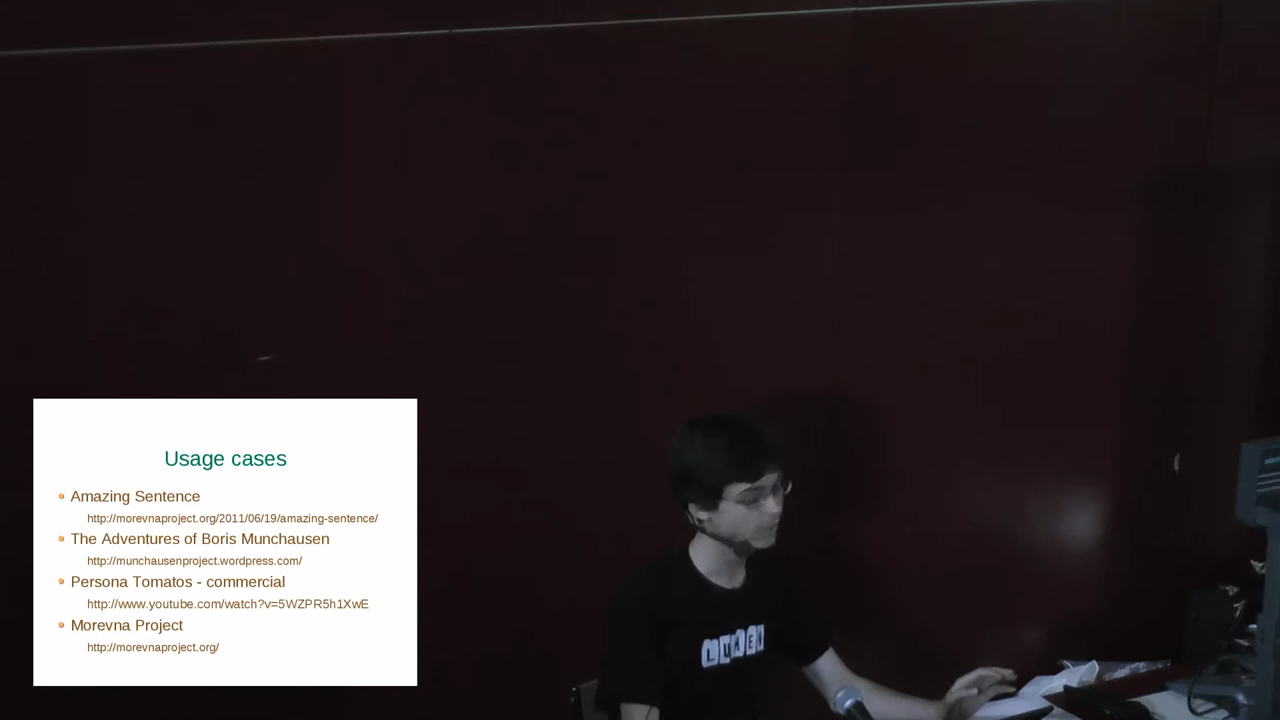 Usage cases
Amazing Sentence
http://morevnaproject.org/2011/06/19/amazing-sentence/
The Adventures of Boris Munchausen
http://munchausenproject.wordpress.com/
Persona Tomatos - commercial
http://www.youtube.com/watch?v=5WZPR5h1XwE
Morevna Project
http://morevnaproject.org/
LUMEN